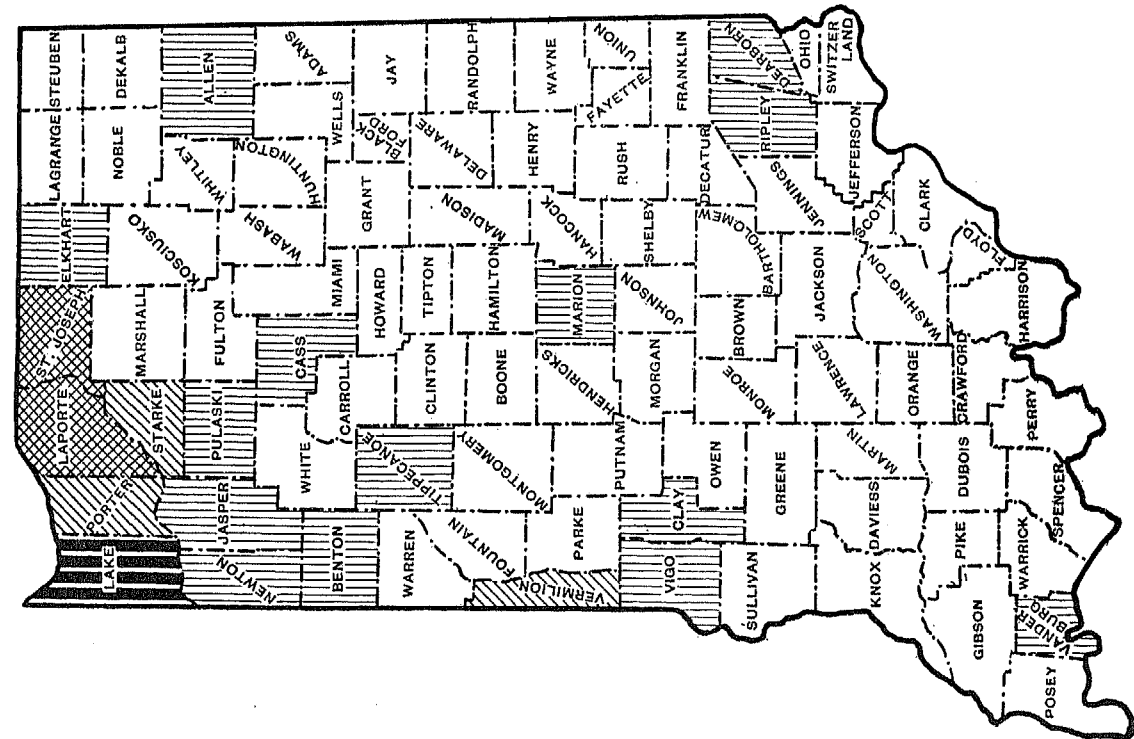 LAKE
PORTER
LAPORTE
ST. JOSEPH
ELKHART
LAGRANGE
STEUBEN
NEWTON
JASPER
STARKE
PULASKI
MARSHALL
FULTON
KOSCIUSKO
NOBLE
WHITLEY
DEKALB
ALLEN
BENTON
WHITE
CASS
CARROLL
MIAMI
WABASH
HUNTINGTON
WELLS
ADAMS
WARREN
TIPPECANOE
CLINTON
HOWARD
TIPTON
GRANT
BLACK
FORD
JAY
FOUNTAIN
MONTGOMERY
BOONE
HAMILTON
MADISON
DELAWARE
RANDOLPH
VERMILION
PARKE
PUTNAM
HENDRICKS
MARION
HANCOCK
HENRY
WAYNE
VIGO
CLAY
OWEN
MORGAN
JOHNSON
SHELBY
RUSH
FAYETTE
UNION
SULLIVAN
GREENE
MONROE
BROWN
BARTHOLOMEW
DECATUR
FRANKLIN
KNOX
DAVIESS
MARTIN
LAWRENCE
JACKSON
JENNINGS
RIPLEY
DEARBORN
OHIO
SWITZER
LAND
GIBSON
PIKE
DUBOIS
ORANGE
WASHINGTON
SCOTT
JEFFERSON
CLARK
POSEY
VANDER
BURG
WARRICK
SPENCER
PERRY
CRAWFORD
HARRISON
FLOYD